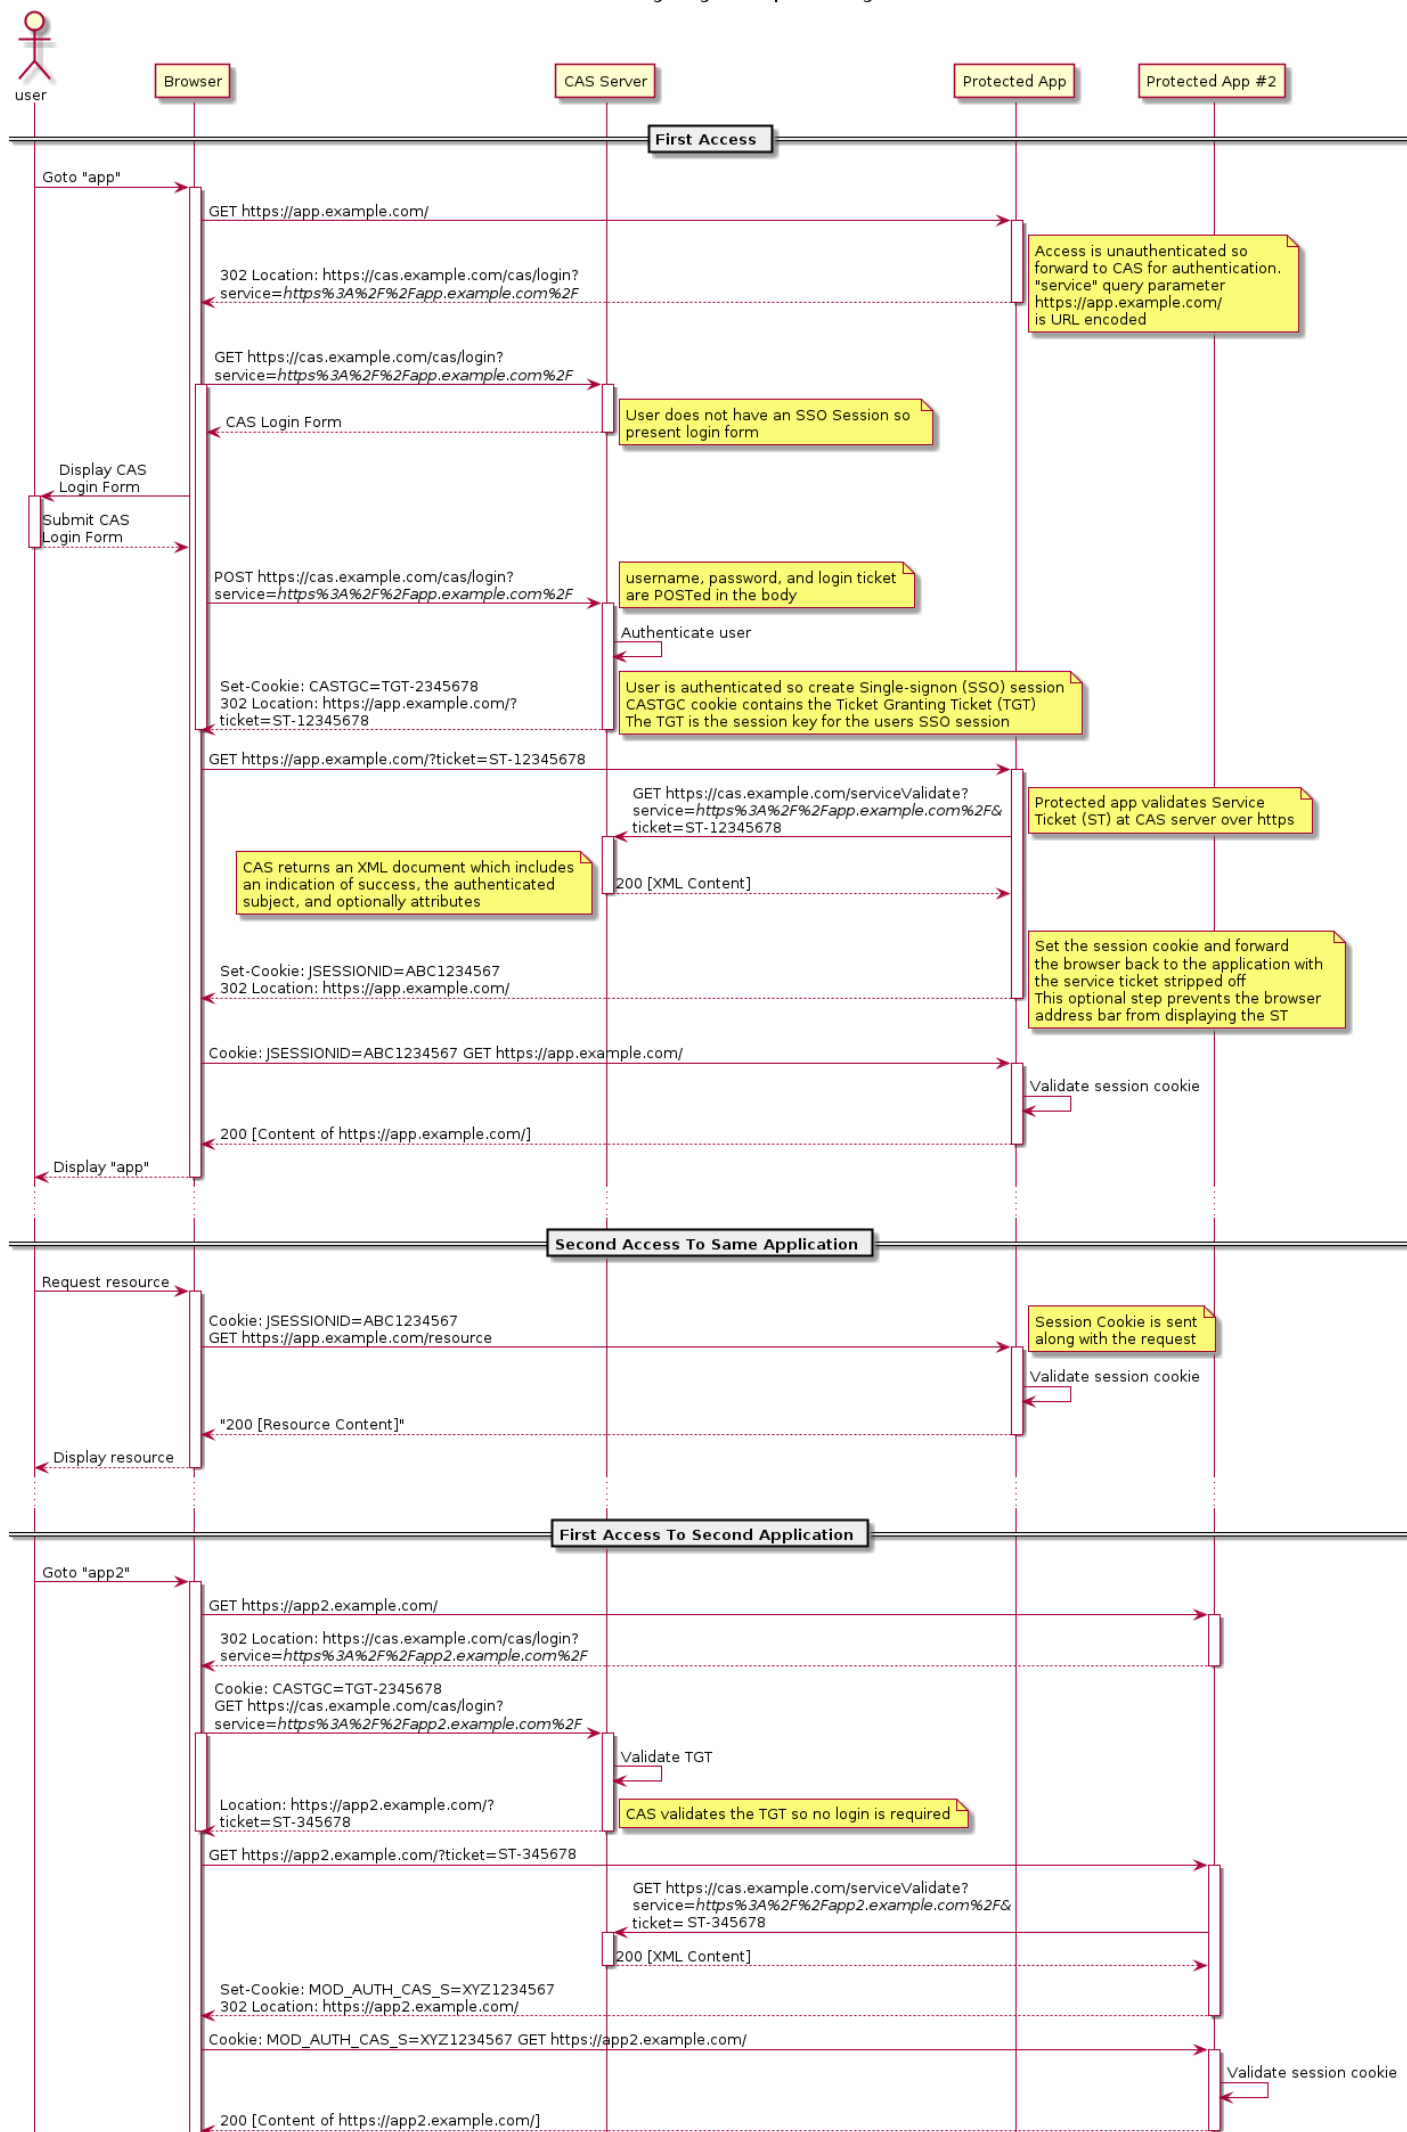 user
Browser
CAS Server
Protected App
Protected App #2
First Access
Goto "app"
GET https://app.example.com/
Access is unauthenticated so
forward to CAS for authentication.
"service" query parameter
https://app.example.com/
is URL encoded
302 Location: https://cas.example.com/cas/login?
service=https%3A%2F%2Fapp.example.com%2F
GET https://cas.example.com/cas/login?
service=https%3A%2F%2Fapp.example.com%2F
User does not have an SSO Session so
present login form
CAS Login Form
Display CAS
Login Form
Submit CAS
Login Form
POST https://cas.example.com/cas/login?
service=https%3A%2F%2Fapp.example.com%2F
username, password, and login ticket
are POSTed in the body
Authenticate user
Set-Cookie: CASTGC=TGT-2345678
302 Location: https://app.example.com/?
ticket=ST-12345678
User is authenticated so create Single-signon (SSO) session
CASTGC cookie contains the Ticket Granting Ticket (TGT)
The TGT is the session key for the users SSO session
GET https://app.example.com/?ticket=ST-12345678
GET https://cas.example.com/serviceValidate?
service=https%3A%2F%2Fapp.example.com%2F&
ticket=ST-12345678
Protected app validates Service
Ticket (ST) at CAS server over https
CAS returns an XML document which includes
an indication of success, the authenticated
subject, and optionally attributes
200 [XML Content]
Set the session cookie and forward
the browser back to the application with
the service ticket stripped off
This optional step prevents the browser
address bar from displaying the ST
Set-Cookie: JSESSIONID=ABC1234567
302 Location: https://app.example.com/
Cookie: JSESSIONID=ABC1234567 GET https://app.example.com/
Validate session cookie
200 [Content of https://app.example.com/]
Display "app"
Second Access To Same Application
Request resource
Cookie: JSESSIONID=ABC1234567
GET https://app.example.com/resource
Session Cookie is sent
along with the request
Validate session cookie
"200 [Resource Content]"
Display resource
First Access To Second Application
Goto "app2"
GET https://app2.example.com/
302 Location: https://cas.example.com/cas/login?
service=https%3A%2F%2Fapp2.example.com%2F
Cookie: CASTGC=TGT-2345678
GET https://cas.example.com/cas/login?
service=https%3A%2F%2Fapp2.example.com%2F
Validate TGT
Location: https://app2.example.com/?
ticket=ST-345678
CAS validates the TGT so no login is required
GET https://app2.example.com/?ticket=ST-345678
GET https://cas.example.com/serviceValidate?
service=https%3A%2F%2Fapp2.example.com%2F&
ticket= ST-345678
200 [XML Content]
Set-Cookie: MOD_AUTH_CAS_S=XYZ1234567
302 Location: https://app2.example.com/
Cookie: MOD_AUTH_CAS_S=XYZ1234567 GET https://app2.example.com/
Validate session cookie
200 [Content of https://app2.example.com/]